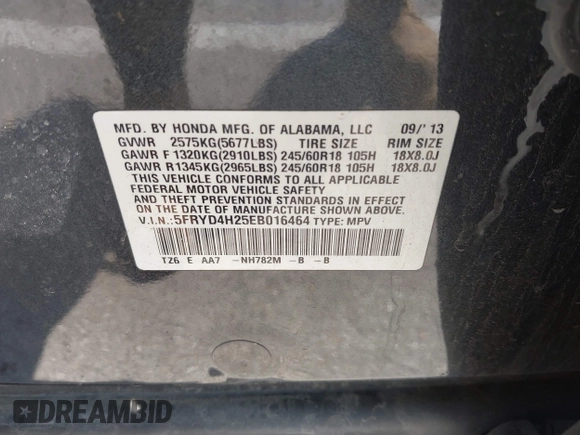 MFD. BY HONDA MFG. OF ALABAMA, LLC 09/'13
GVWR 2575KG(5677LBS) TIRE SIZE RIM SIZE
GAWR F 1320KG(2910LBS) 245/60R18 105H 18X8.0J
GAWR R 1345KG(2965LBS) 245/60R18 105H 18X8.0J
THIS VEHICLE CONFORMS TO ALL APPLICABLE
FEDERAL MOTOR VEHICLE SAFETY
AND THEFT PREVENTION STANDARDS IN EFFECT
ON THE DATE OF MANUFACTURE SHOWN ABOVE.
V.I.N.: 5FRYD4H25EB016464 TYPE: MPV
TZ6 E AA7 -NH782M -B -B
DREAMBID